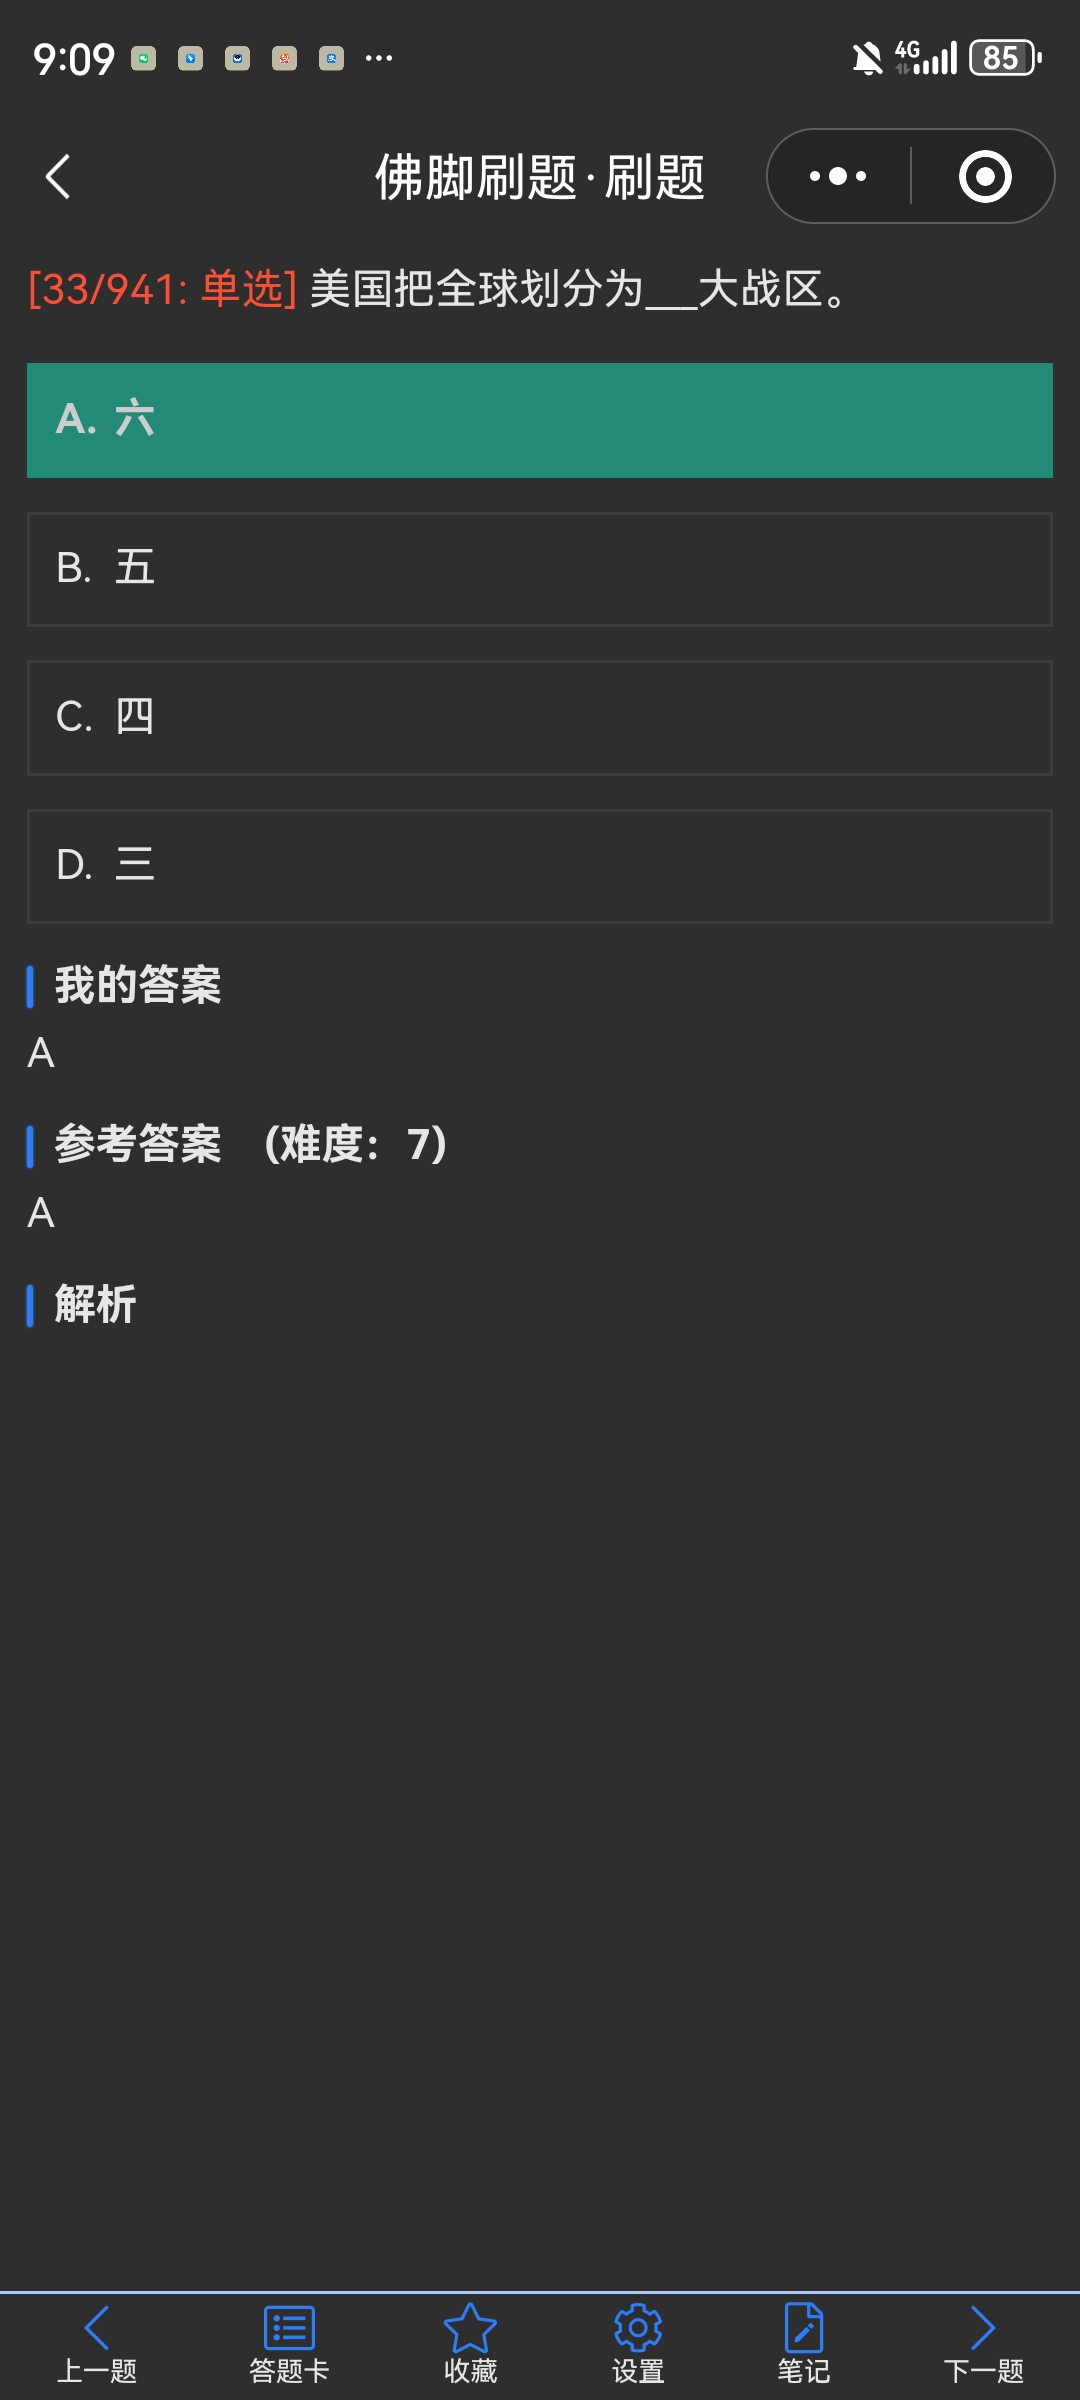 9:09 4G 85
佛脚刷题·刷题
[33/941: 单选] 美国把全球划分为___大战区。
A. 六
B. 五
C. 四
D. 三
我的答案
A
参考答案 (难度: 7)
A
解析
上一题 答题卡 收藏 设置 笔记 下一题